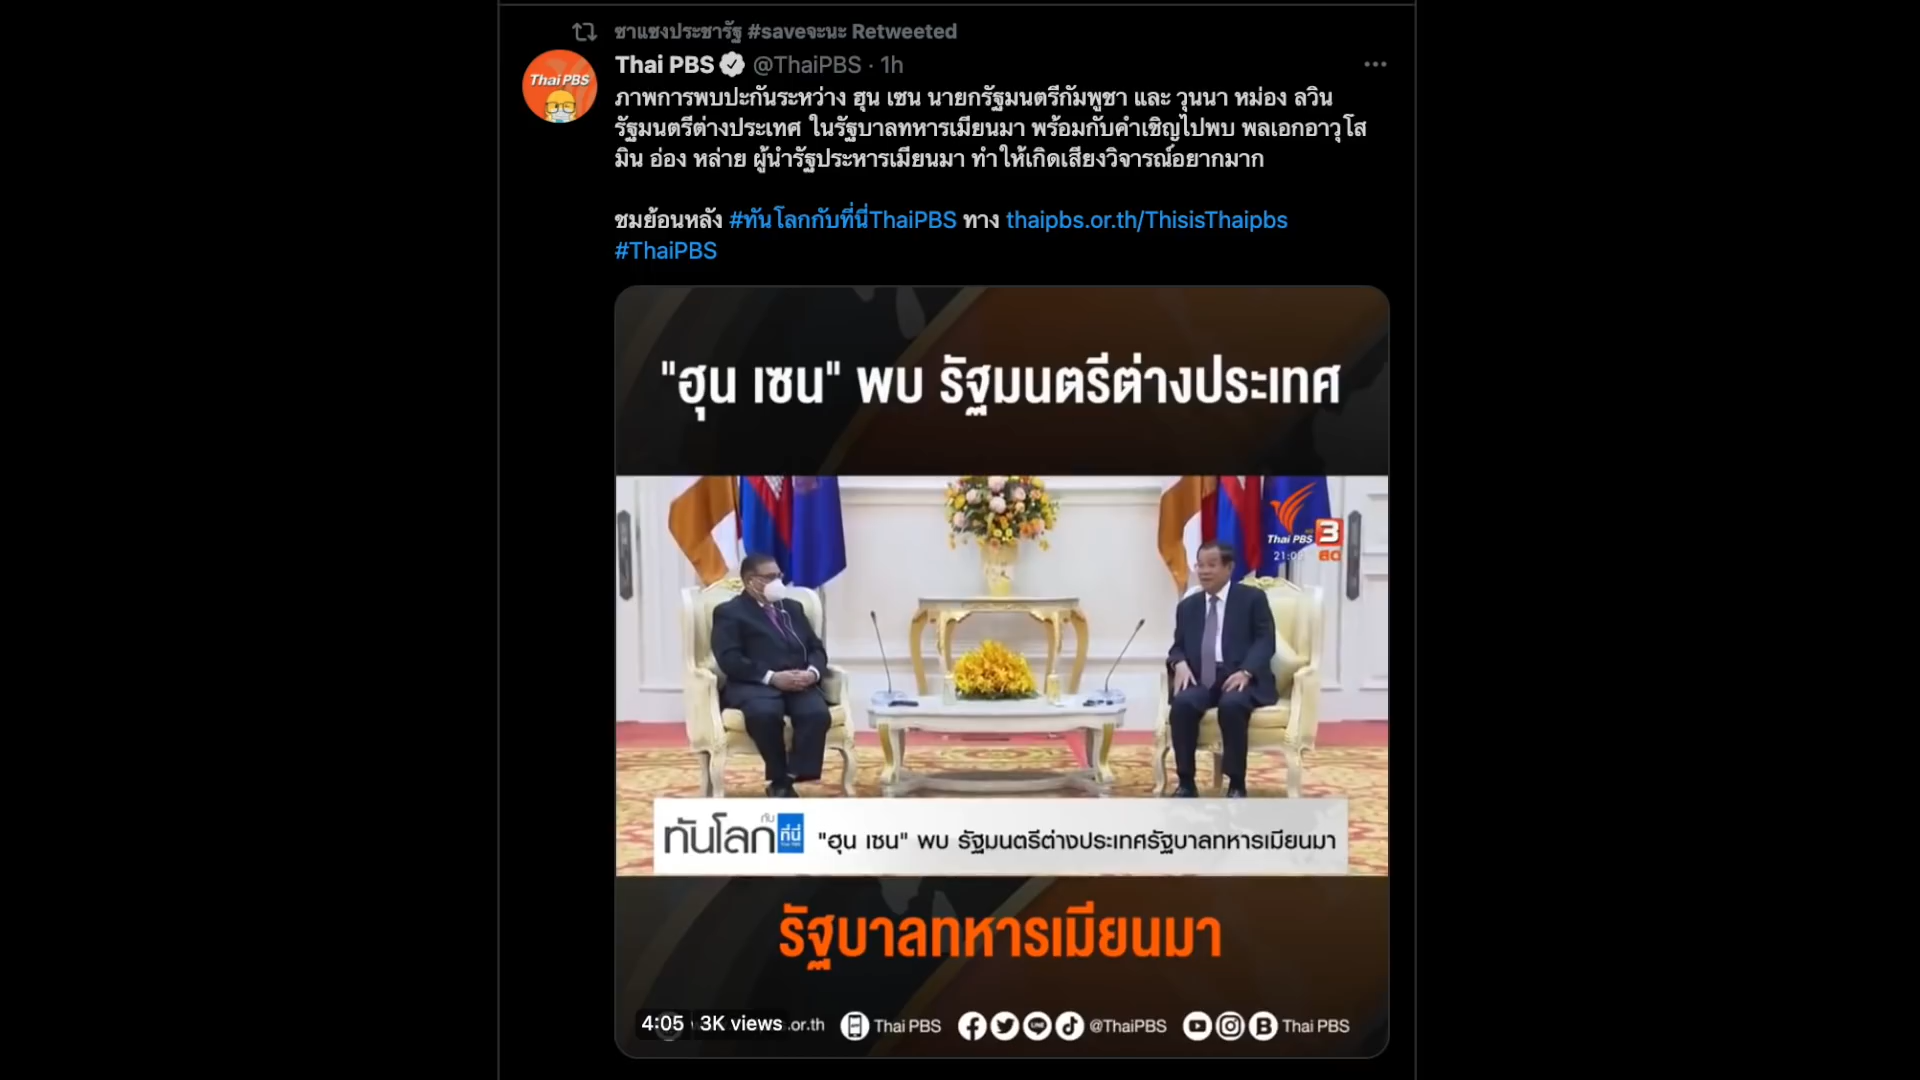 ชาแชงประชารัฐ #saveจะนะ Retweeted
Thai PBS @ThaiPBS · 1h
ภาพการพบปะกันระหว่าง ฮุน เซน นายกรัฐมนตรีกัมพูชา และ วุนนา หม่อง ลวิน
รัฐมนตรีต่างประเทศ ในรัฐบาลทหารเมียนมา พร้อมกับคำเชิญไปพบ พลเอกอาวุโส
มิน อ่อง หล่าย ผู้นำรัฐประหารเมียนมา ทำให้เกิดเสียงวิจารณ์อยากมาก
ชมย้อนหลัง #ทันโลกกับที่นี่ThaiPBS ทาง thaipbs.or.th/ThisisThaipbs
#ThaiPBS
Thai PBS
"ฮุน เซน" พบ รัฐมนตรีต่างประเทศ
Thai PBS 3
สด
ทันโลก กับ ที่นี่ "ฮุน เซน" พบ รัฐมนตรีต่างประเทศรัฐบาลทหารเมียนมา
รัฐบาลทหารเมียนมา
4:05 3K views .or.th Thai PBS @ThaiPBS Thai PBS